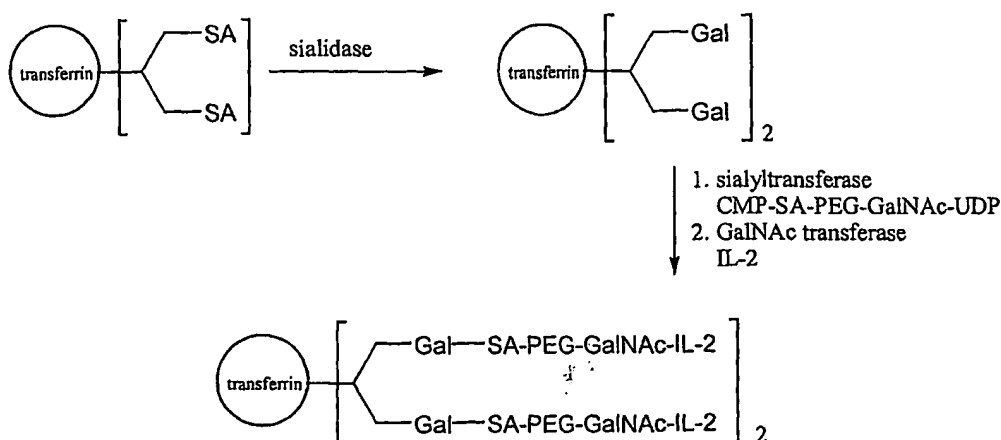 SA
sialidase
transferrin
SA
Gal
transferrin
Gal
2
1. sialyltransferase
CMP-SA-PEG-GalNAc-UDP
2. GalNAc transferase
IL-2
Gal—SA-PEG-GalNAc-IL-2
transferrin
Gal—SA-PEG-GalNAc-IL-2
2